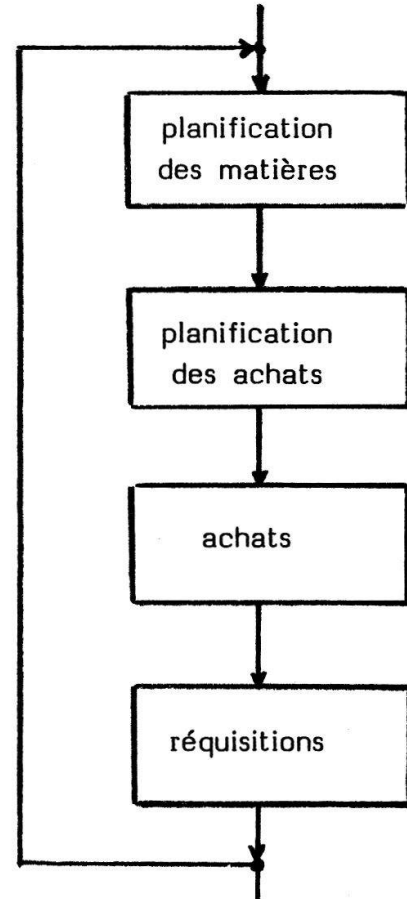 planification
des matières
planification
des achats
achats
réquisitions